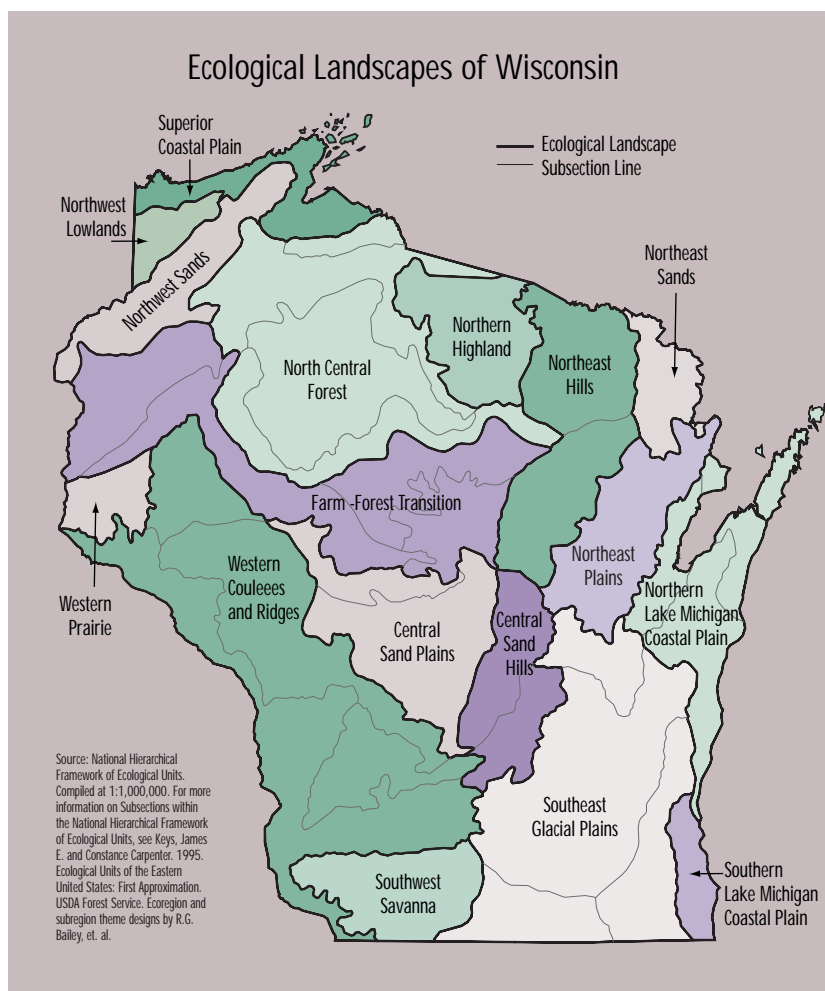 Ecological Landscapes of Wisconsin
Superior
Coastal Plain
Ecological Landscape
Subsection Line
Northwest
Lowlands
Northwest Sands
Northeast
Sands
Northern
Highland
North Central
Forest
Northeast
Hills
Farm -Forest Transition
Western
Couleees
and Ridges
Northeast
Plains
Western
Prairie
Northern
Lake Michigan
Coastal Plain
Central
Sand Plains
Central
Sand
Hills
Source: National Hierarchical
Framework of Ecological Units.
Compiled at 1:1,000,000. For more
information on Subsections within
the National Hierarchical Framework
of Ecological Units, see Keys, James
E. and Constance Carpenter. 1995.
Ecological Units of the Eastern
United States: First Approximation.
USDA Forest Service. Ecoregion and
subregion theme designs by R.G.
Bailey, et. al.
Southeast
Glacial Plains
Southwest
Savanna
Southern
Lake Michigan
Coastal Plain